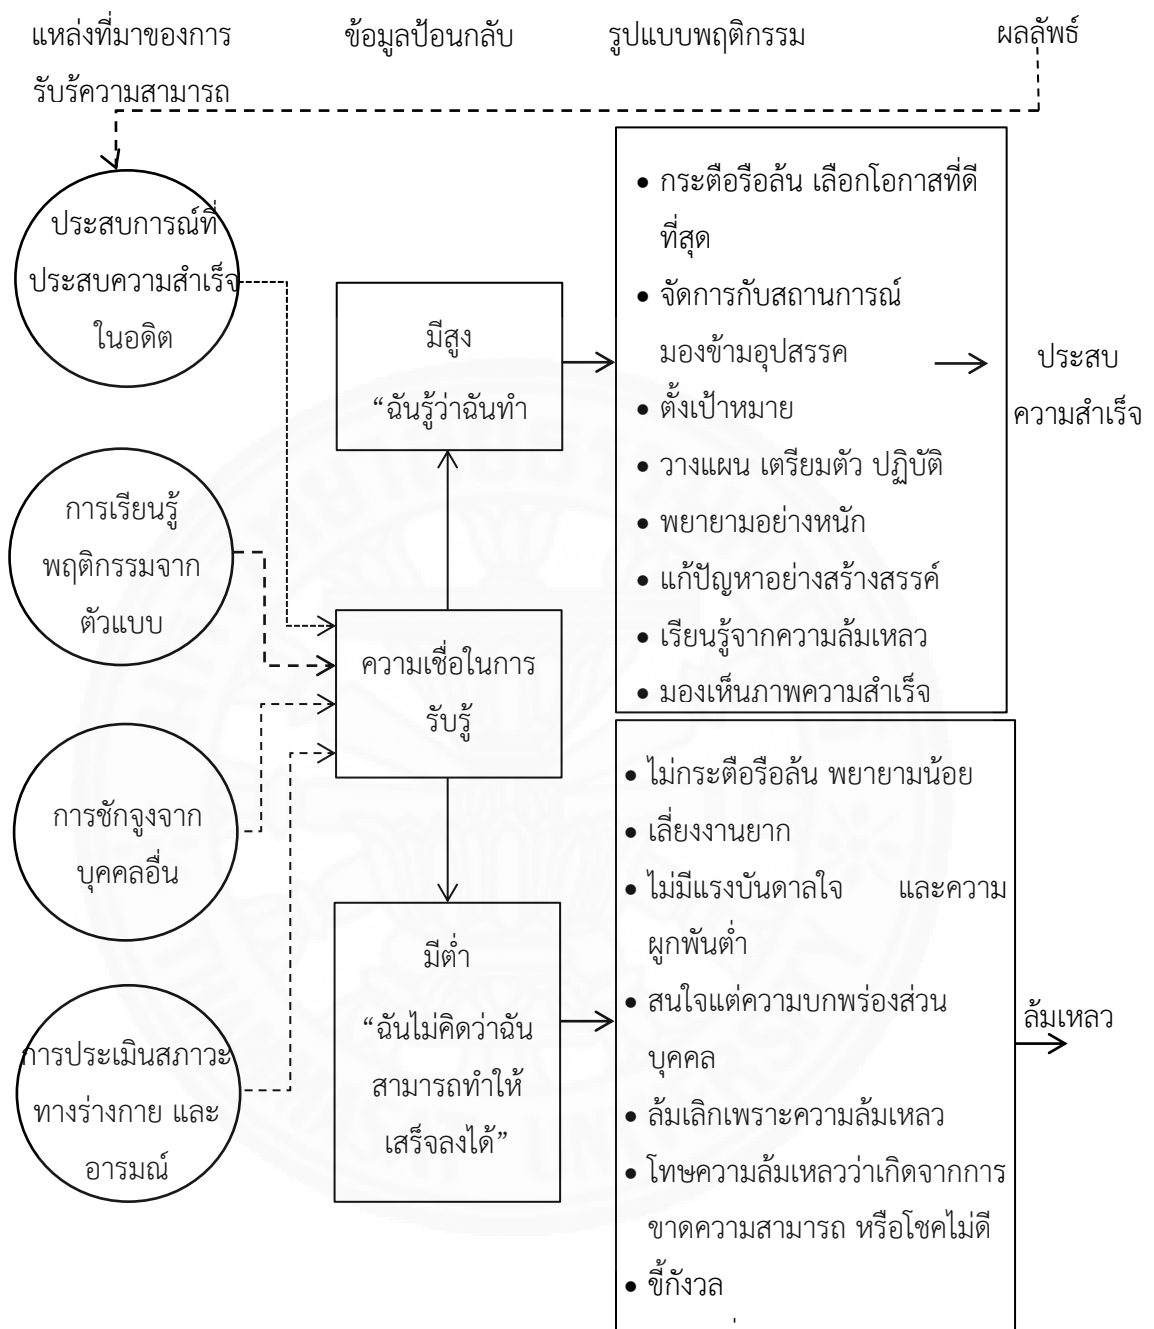 แหล่งที่มาของการ
รับรู้ความสามารถ
ข้อมูลป้อนกลับ
รูปแบบพฤติกรรม
ผลลัพธ์
ประสบการณ์ที่
ประสบความสำเร็จ
ในอดีต
การเรียนรู้
พฤติกรรมจาก
ตัวแบบ
การชักจูงจาก
บุคคลอื่น
การประเมินสภาวะ
ทางร่างกาย และ
อารมณ์
มีสูง
“ฉันรู้ว่าฉันทำ
ความเชื่อในการ
รับรู้
มีต่ำ
“ฉันไม่คิดว่าฉัน
สามารถทำให้
เสร็จลงได้”
• กระตือรือล้น เลือกโอกาสที่ดี
ที่สุด
• จัดการกับสถานการณ์
มองข้ามอุปสรรค
• ตั้งเป้าหมาย
• วางแผน เตรียมตัว ปฏิบัติ
• พยายามอย่างหนัก
• แก้ปัญหาอย่างสร้างสรรค์
• เรียนรู้จากความล้มเหลว
• มองเห็นภาพความสำเร็จ
ประสบ
ความสำเร็จ
• ไม่กระตือรือล้น พยายามน้อย
• เลี่ยงงานยาก
• ไม่มีแรงบันดาลใจ และความ
ผูกพันต่ำ
• สนใจแต่ความบกพร่องส่วน
บุคคล
• ล้มเลิกเพราะความล้มเหลว
• โทษความล้มเหลวว่าเกิดจากการ
ขาดความสามารถ หรือโชคไม่ดี
• ขี้กังวล
ล้มเหลว